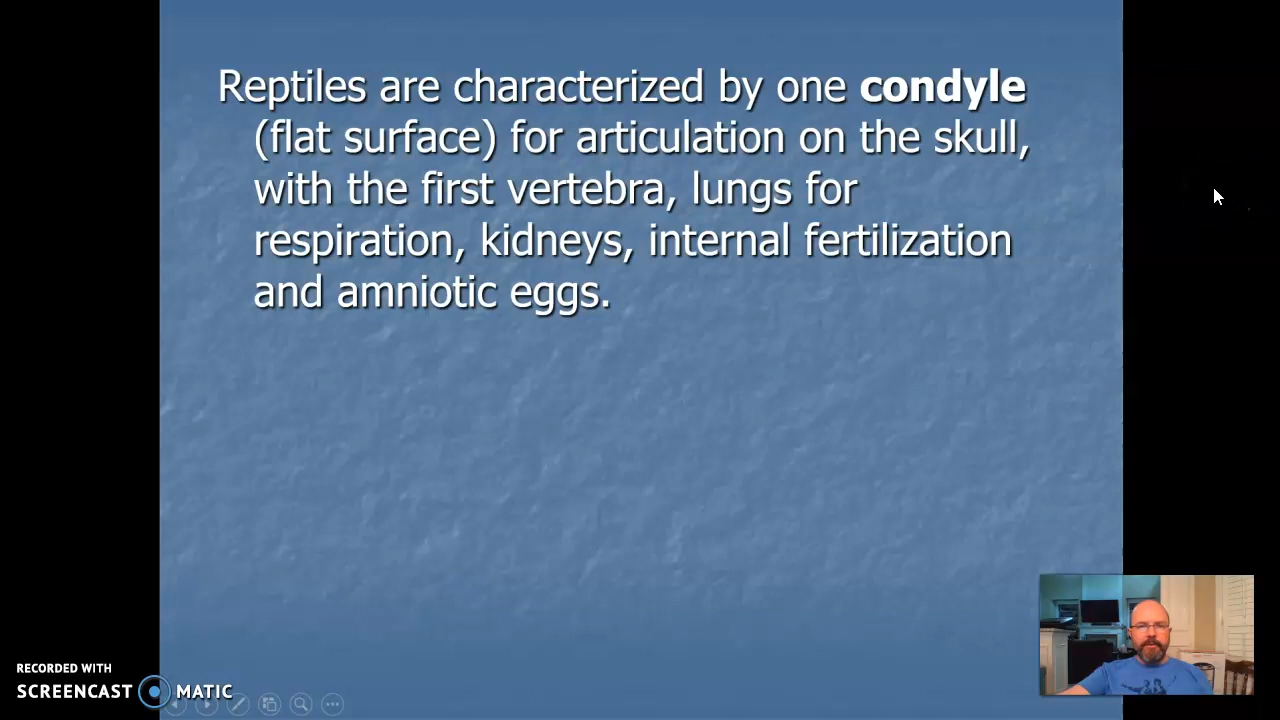 Reptiles are characterized by one condyle
(flat surface) for articulation on the skull,
with the first vertebra, lungs for
respiration, kidneys, internal fertilization
and amniotic eggs.
RECORDED WITH
SCREENCAST MATIC